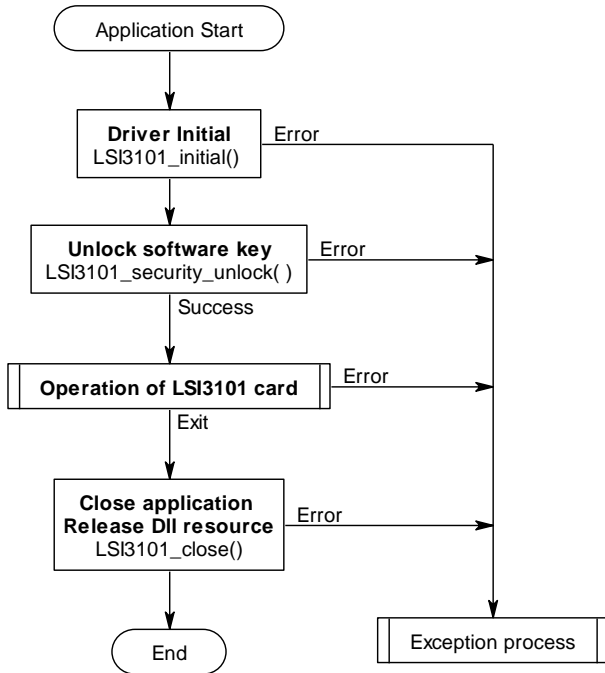 Application Start
Driver Initial
LSI3101_initial()
Error
Unlock software key
LSI3101_security_unlock( )
Error
Success
Operation of LSI3101 card
Error
Exit
Close application
Release Dll resource
LSI3101_close()
Error
End
Exception process